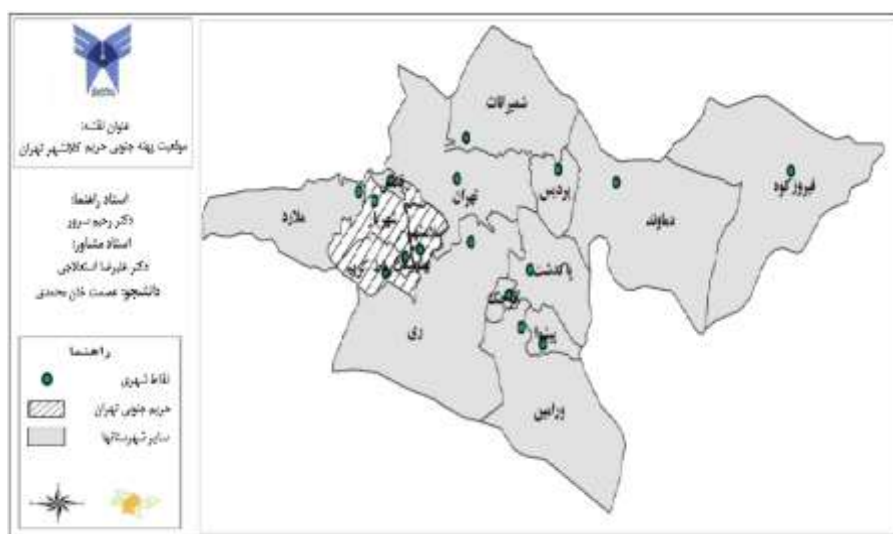 عنوان نقشه:
موقعیت پهنه جنوبی حریم کلانشهر تهران
استاد راهنما:
دکتر رحیم سرور
استاد مشاور:
دکتر علیرضا استعلاجی
دانشجو: عصمت خان محمدی
راهنما
نقاط شهری
حریم جنوبی تهران
سایر شهرستانها
شمیرانات
فیروزکوه
دماوند
پردیس
تهران
ملارد
پاکدشت
ری
پیشوا
ورامین